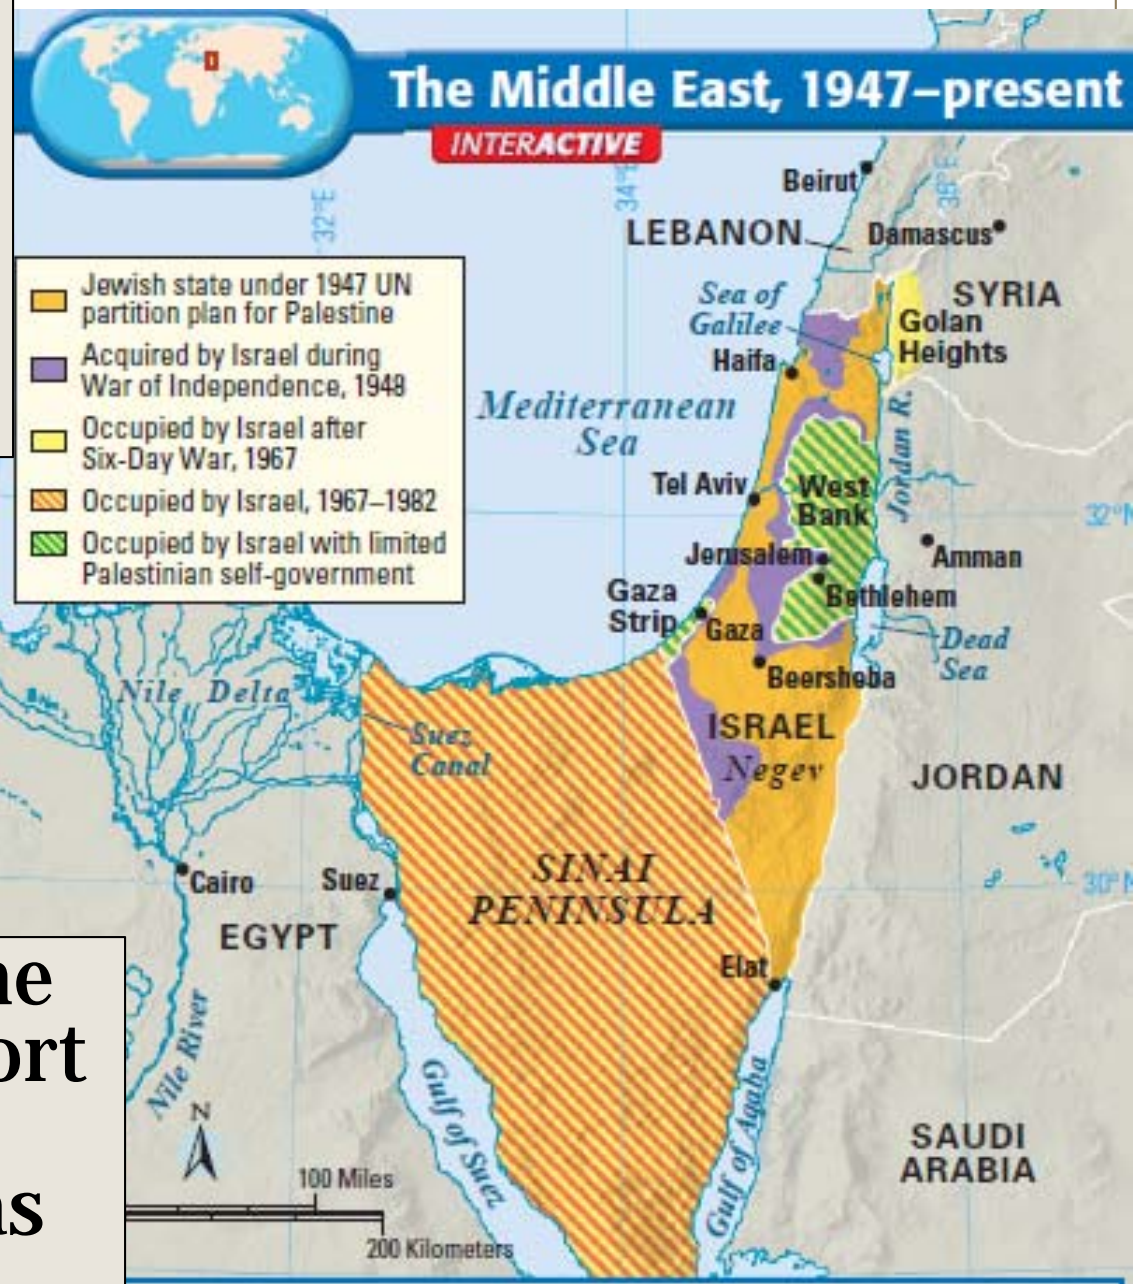 The Middle East, 1947–present
INTERACTIVE
32°E
34°E
Beirut
LEBANON
Damascus
Jewish state under 1947 UN
partition plan for Palestine
Acquired by Israel during
War of Independence, 1948
Occupied by Israel after
Six-Day War, 1967
Occupied by Israel, 1967–1982
Occupied by Israel with limited
Palestinian self-government
Sea of
Galilee
SYRIA
Golan
Heights
Haifa
Mediterranean
Sea
Jordan R.
Tel Aviv
West
Bank
32°N
Jerusalem
Amman
Gaza
Strip
Bethlehem
Gaza
Dead
Sea
Beersheba
Nile Delta
Suez
Canal
ISRAEL
Negev
JORDAN
SINAI
PENINSULA
Cairo
Suez
30°N
EGYPT
Elat
ne
ort
as
Nile River
N
Gulf of Suez
Gulf of Aqaba
SAUDI
ARABIA
100 Miles
200 Kilometers